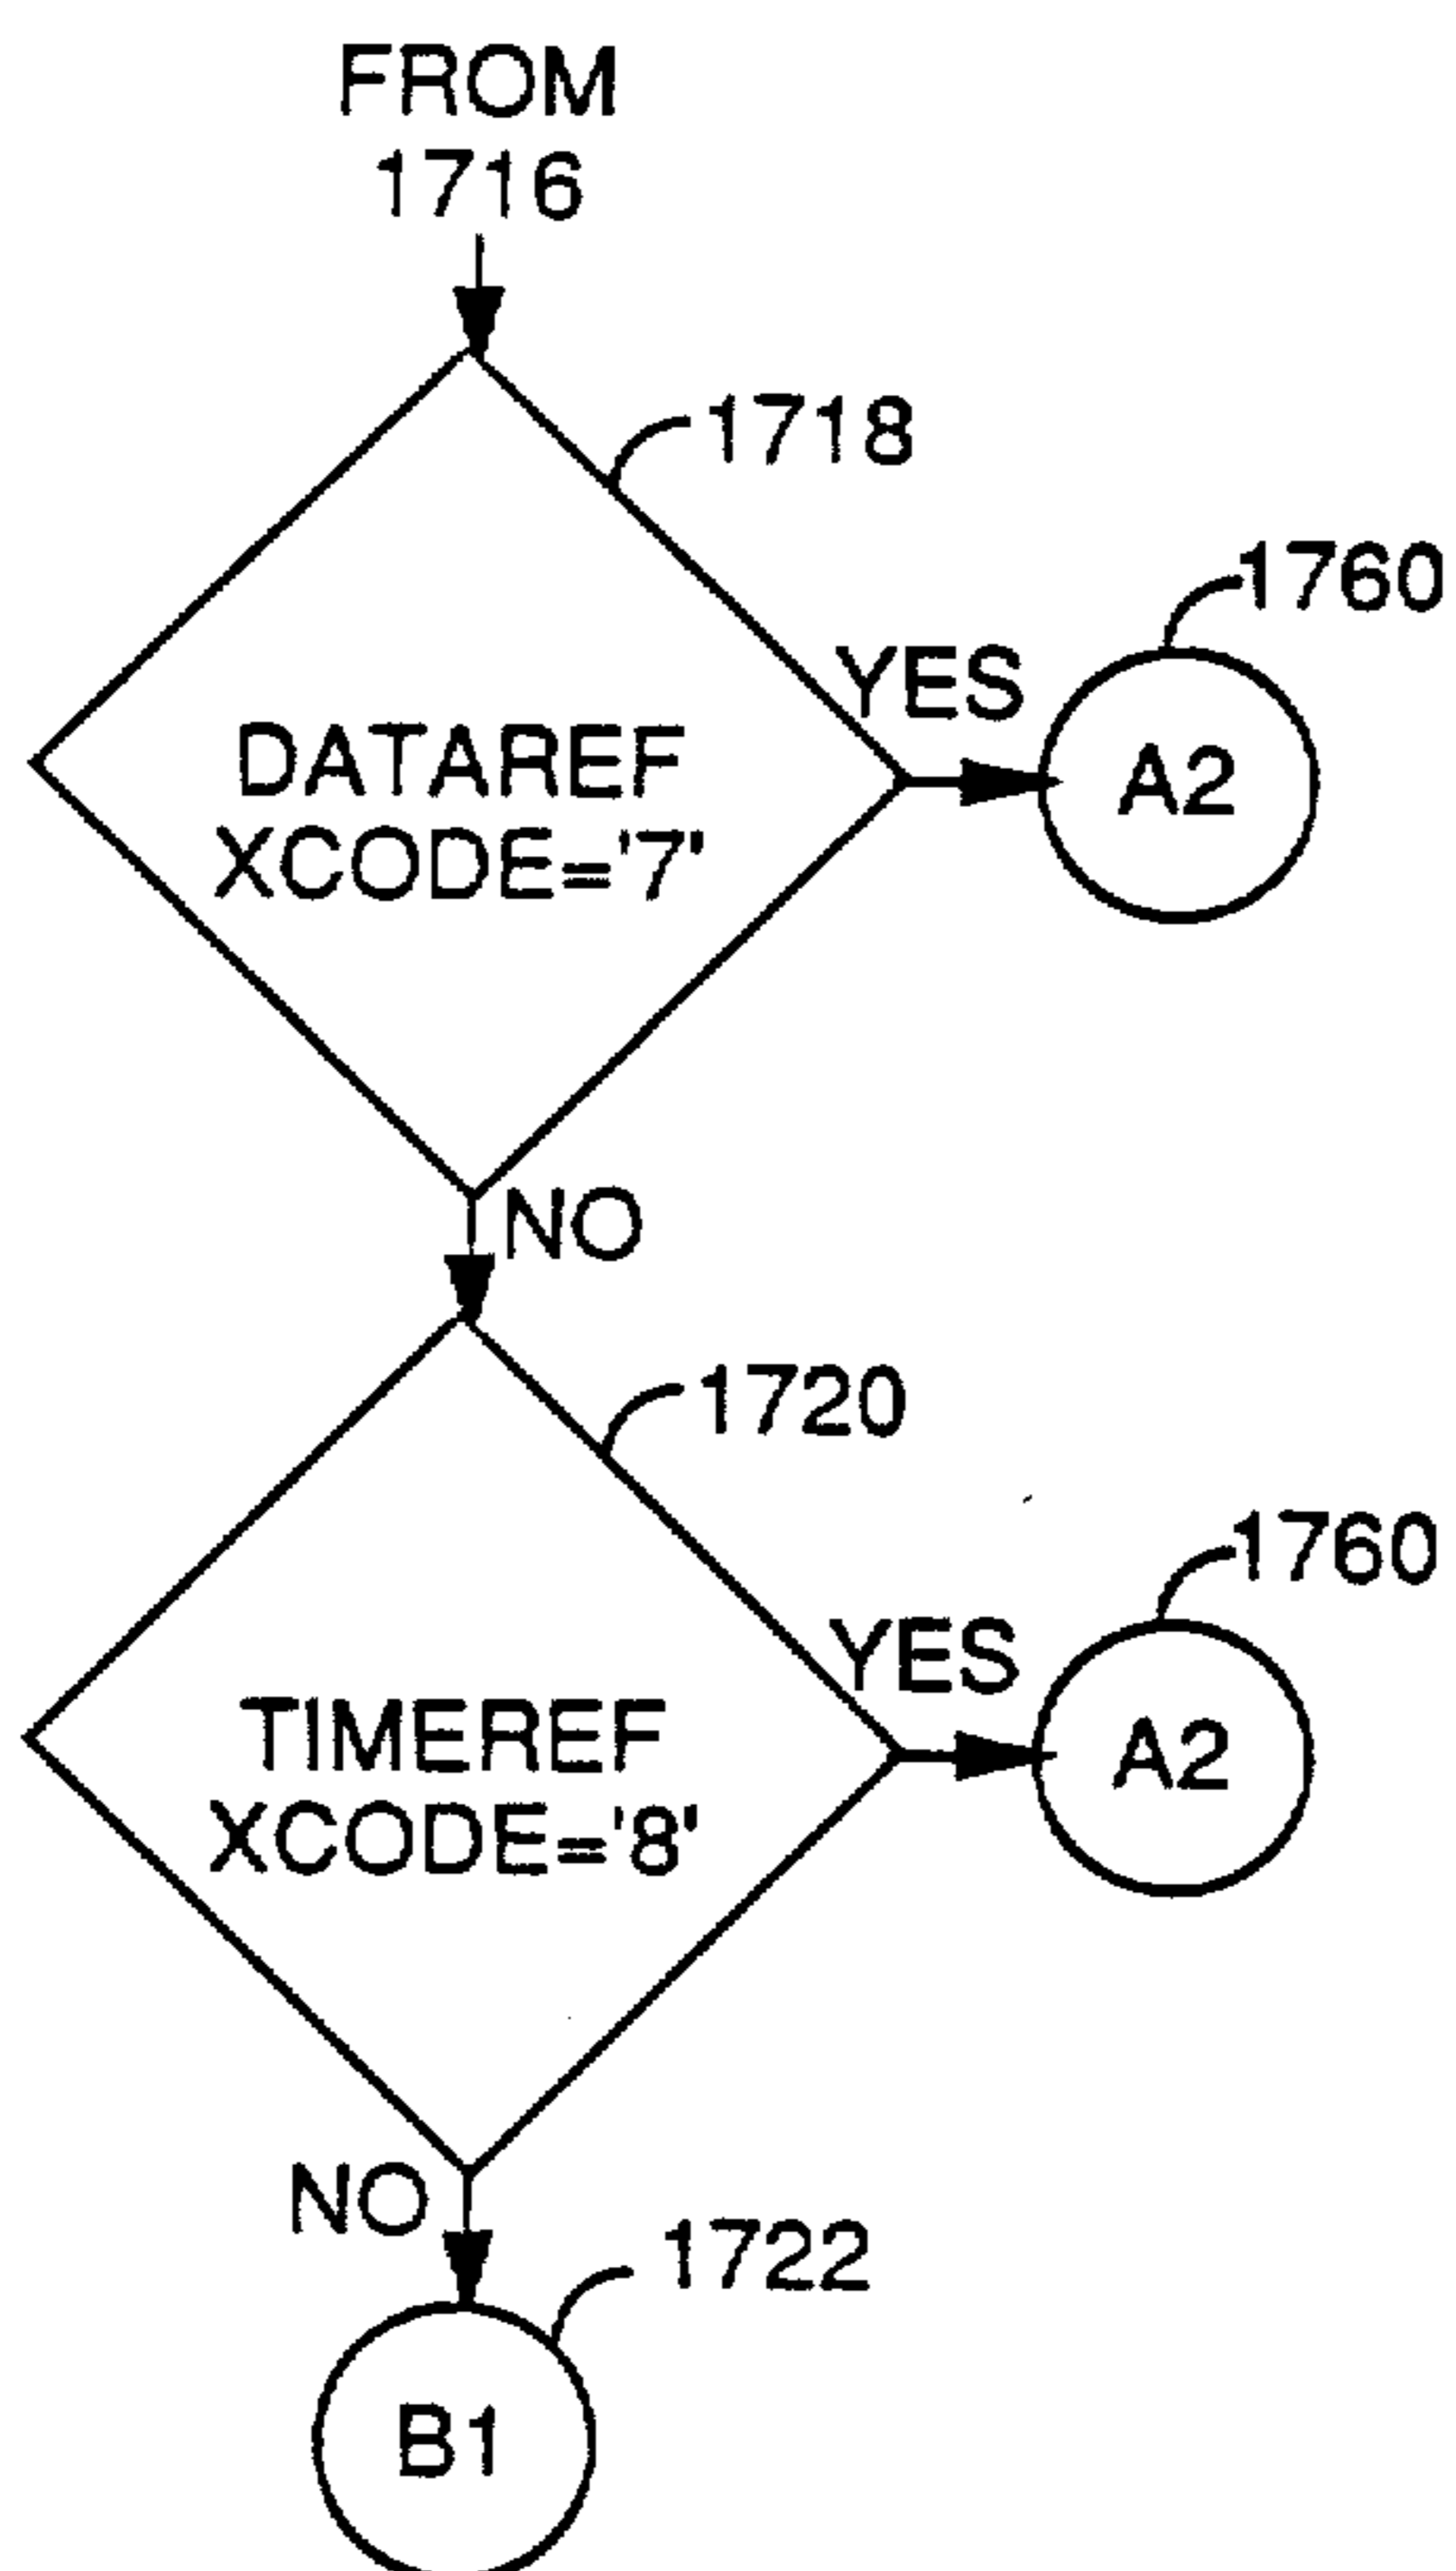 FROM
1716
1718
1760
YES
A2
DATAREF
XCODE='7'
NO
1720
1760
YES
A2
TIMEREF
XCODE='8'
NO
1722
B1